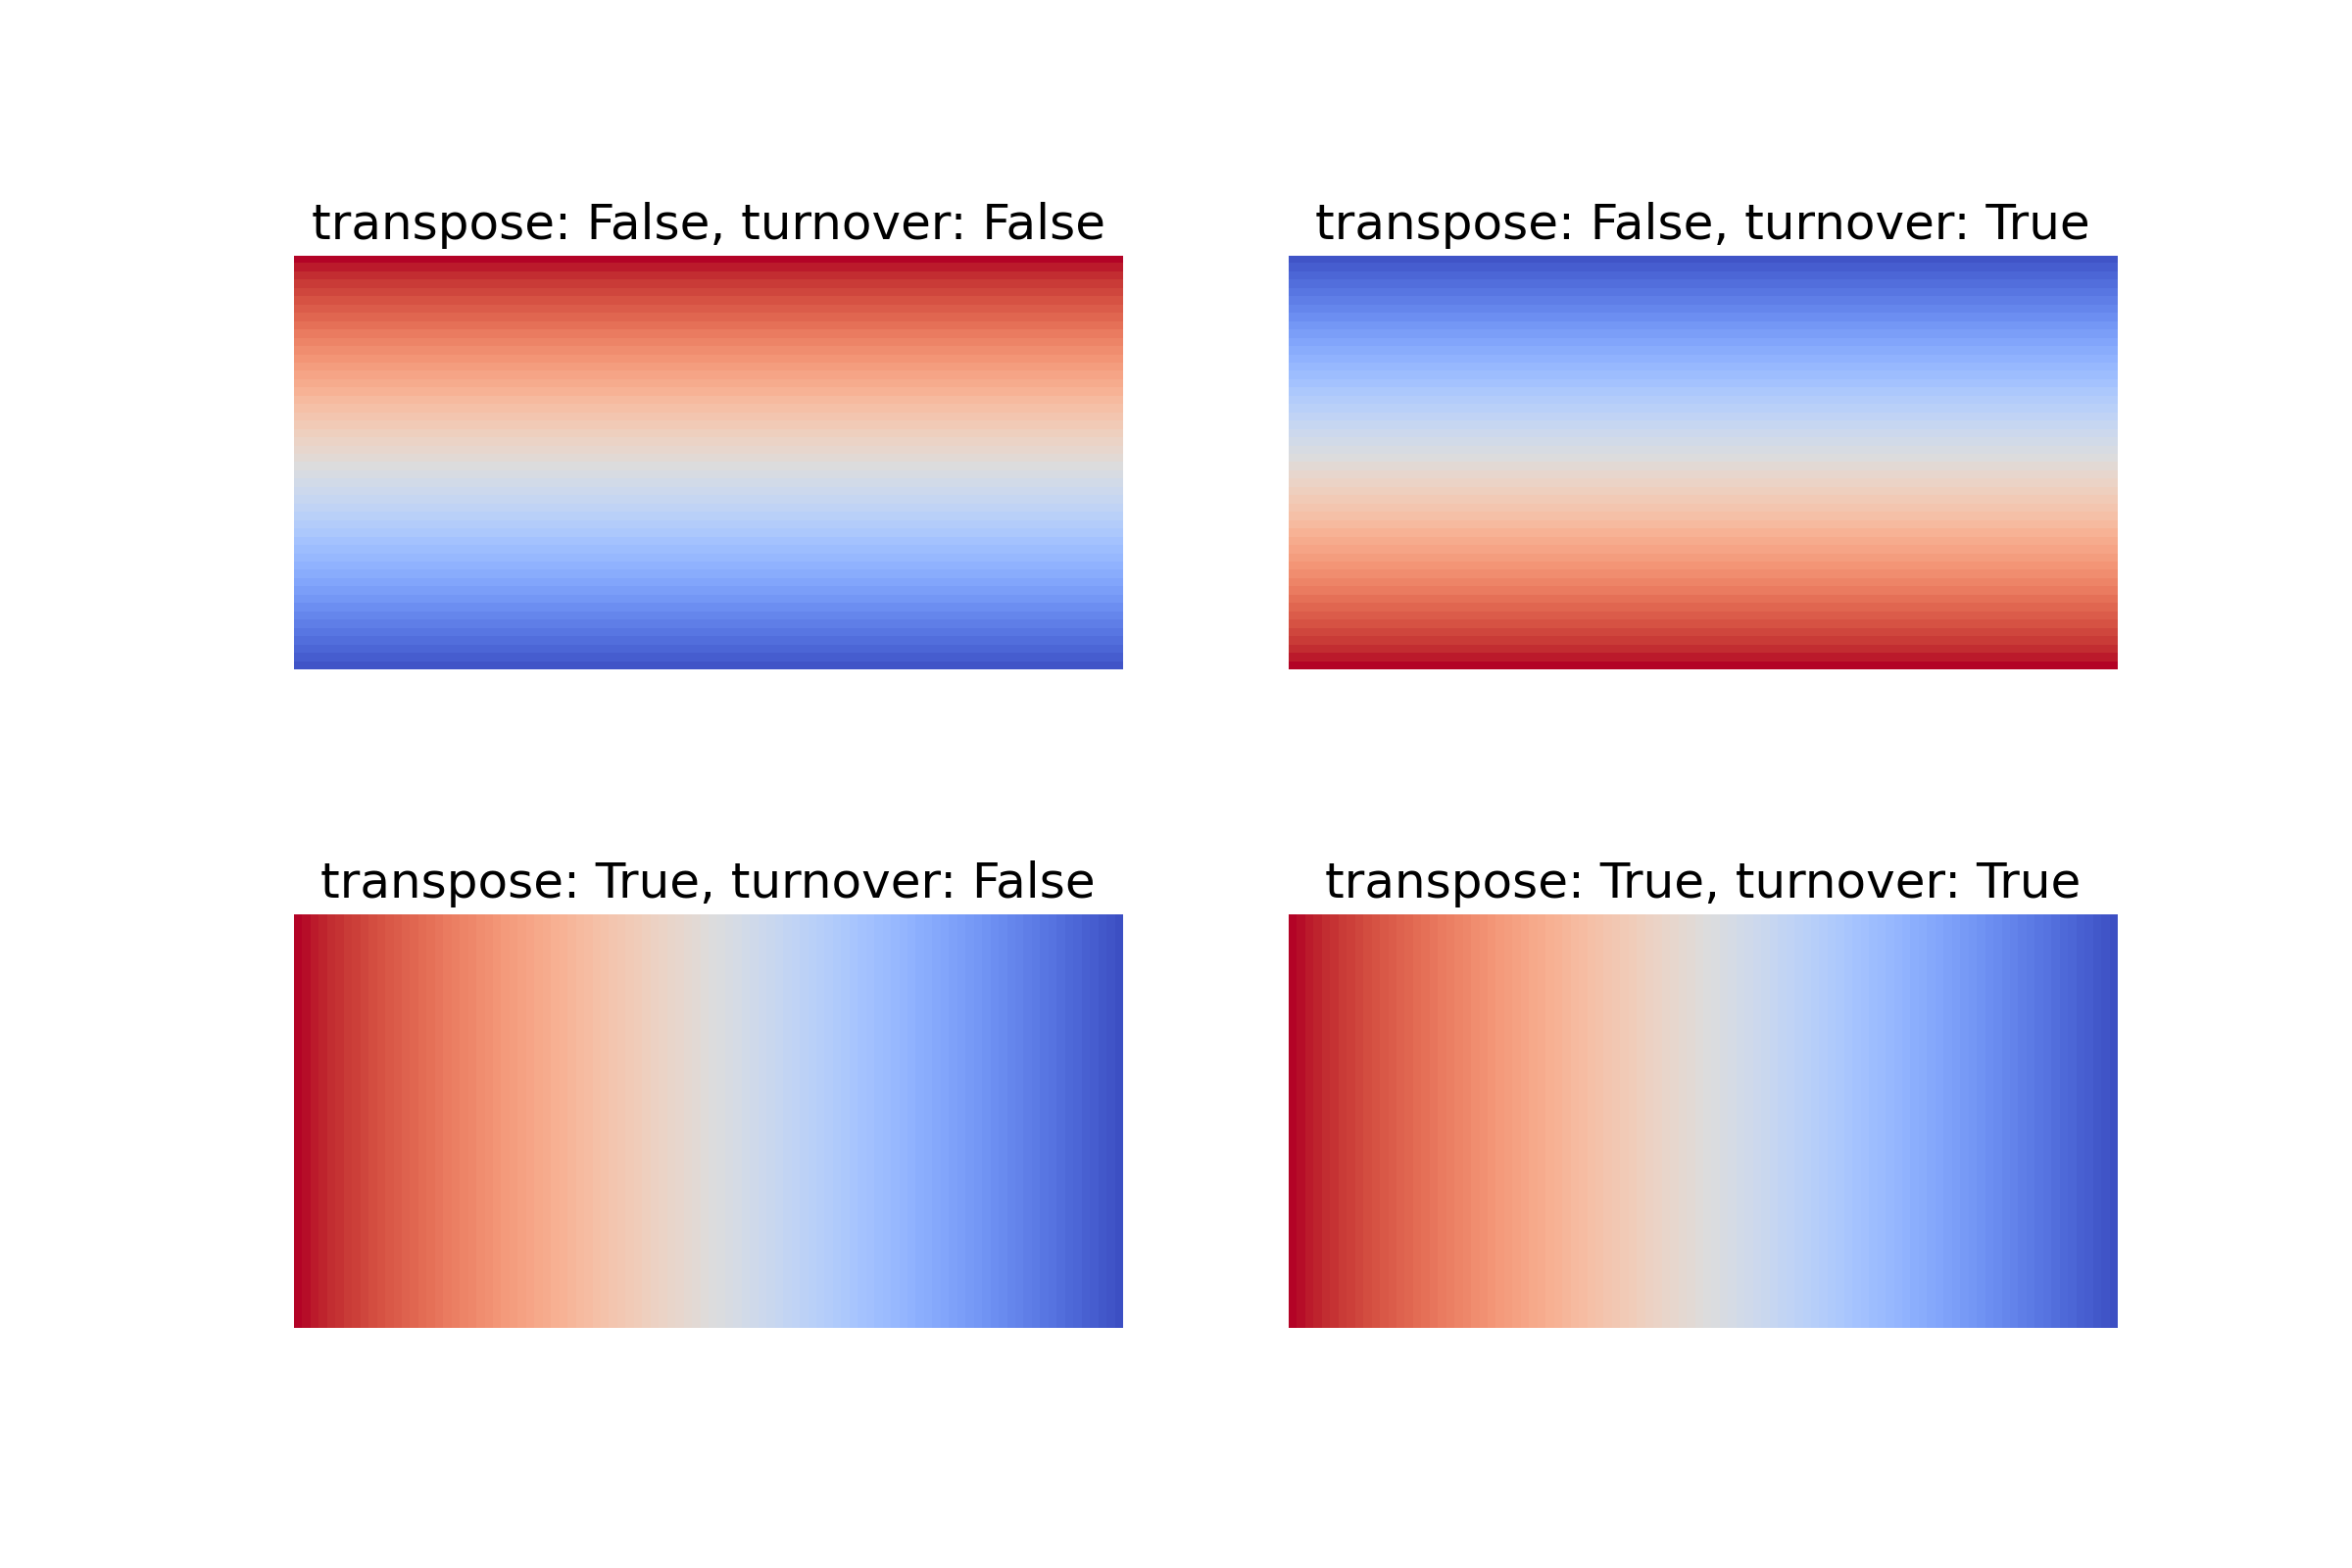 transpose: False, turnover: False
transpose: False, turnover: True
transpose: True, turnover: False
transpose: True, turnover: True